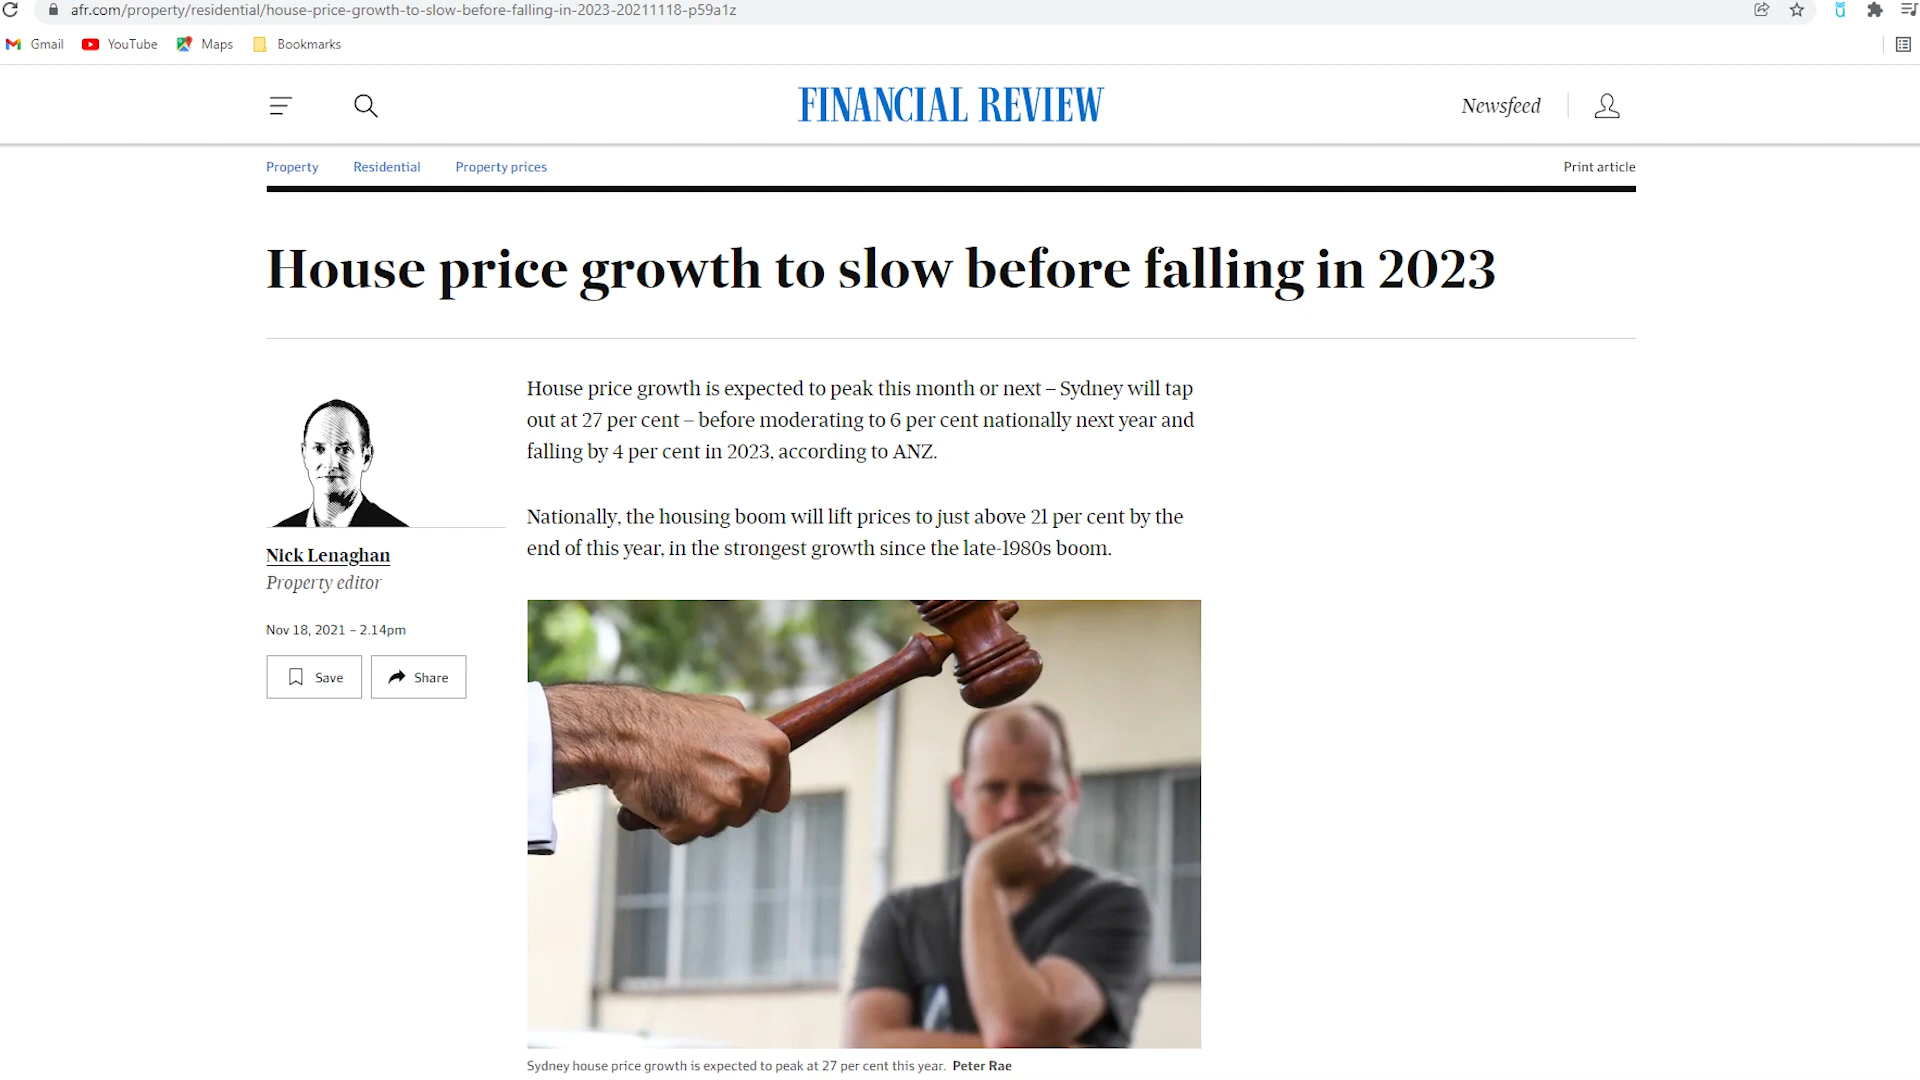 afr.com/property/residential/house-price-growth-to-slow-before-falling-in-2023-20211118-p59a1z
Gmail YouTube Maps Bookmarks
FINANCIAL REVIEW
Newsfeed
Property Residential Property prices
Print article
House price growth to slow before falling in 2023
House price growth is expected to peak this month or next – Sydney will tap
out at 27 per cent – before moderating to 6 per cent nationally next year and
falling by 4 per cent in 2023, according to ANZ.
Nationally, the housing boom will lift prices to just above 21 per cent by the
end of this year, in the strongest growth since the late-1980s boom.
Nick Lenaghan
Property editor
Nov 18, 2021 – 2.14pm
Save Share
Sydney house price growth is expected to peak at 27 per cent this year. Peter Rae